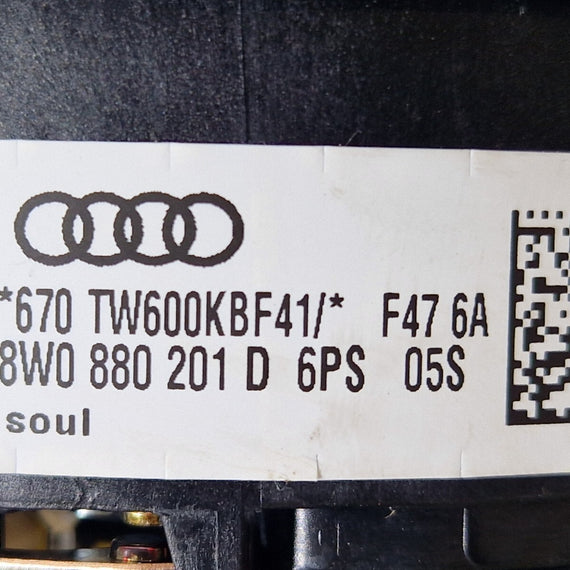 *670 TW600KBF41/* F47 6A
8W0 880 201 D 6PS 05S
soul